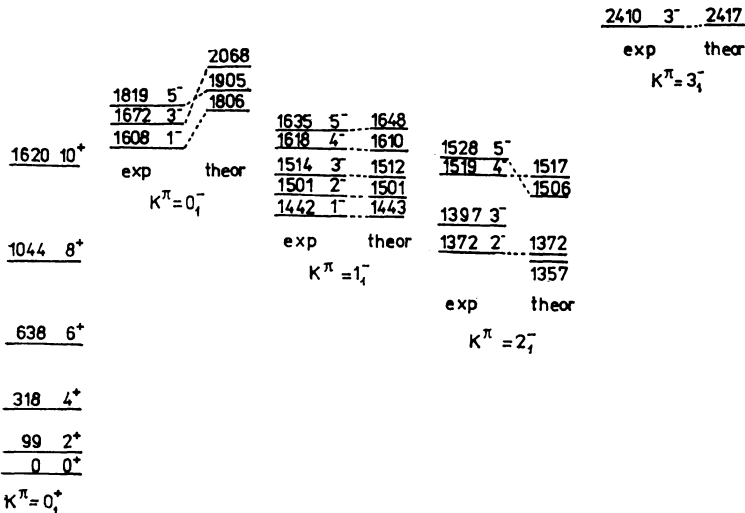 2410 3⁻ 2417
exp theor
K^π=3₁⁻
2068
1819 5⁻ 1905
1672 3⁻ 1806
1608 1⁻
exp theor
K^π=0₁⁻
1635 5⁻ 1648
1618 4⁻ 1610
1514 3⁻ 1512
1501 2⁻ 1501
1442 1⁻ 1443
exp theor
K^π=1₁⁻
1528 5⁻ 1517
1519 4⁻ 1506
1397 3⁻
1372 2⁻ 1372
1357
exp theor
K^π=2₁⁻
1620 10⁺
1044 8⁺
638 6⁺
318 4⁺
99 2⁺
0 0⁺
K^π=0₁⁺